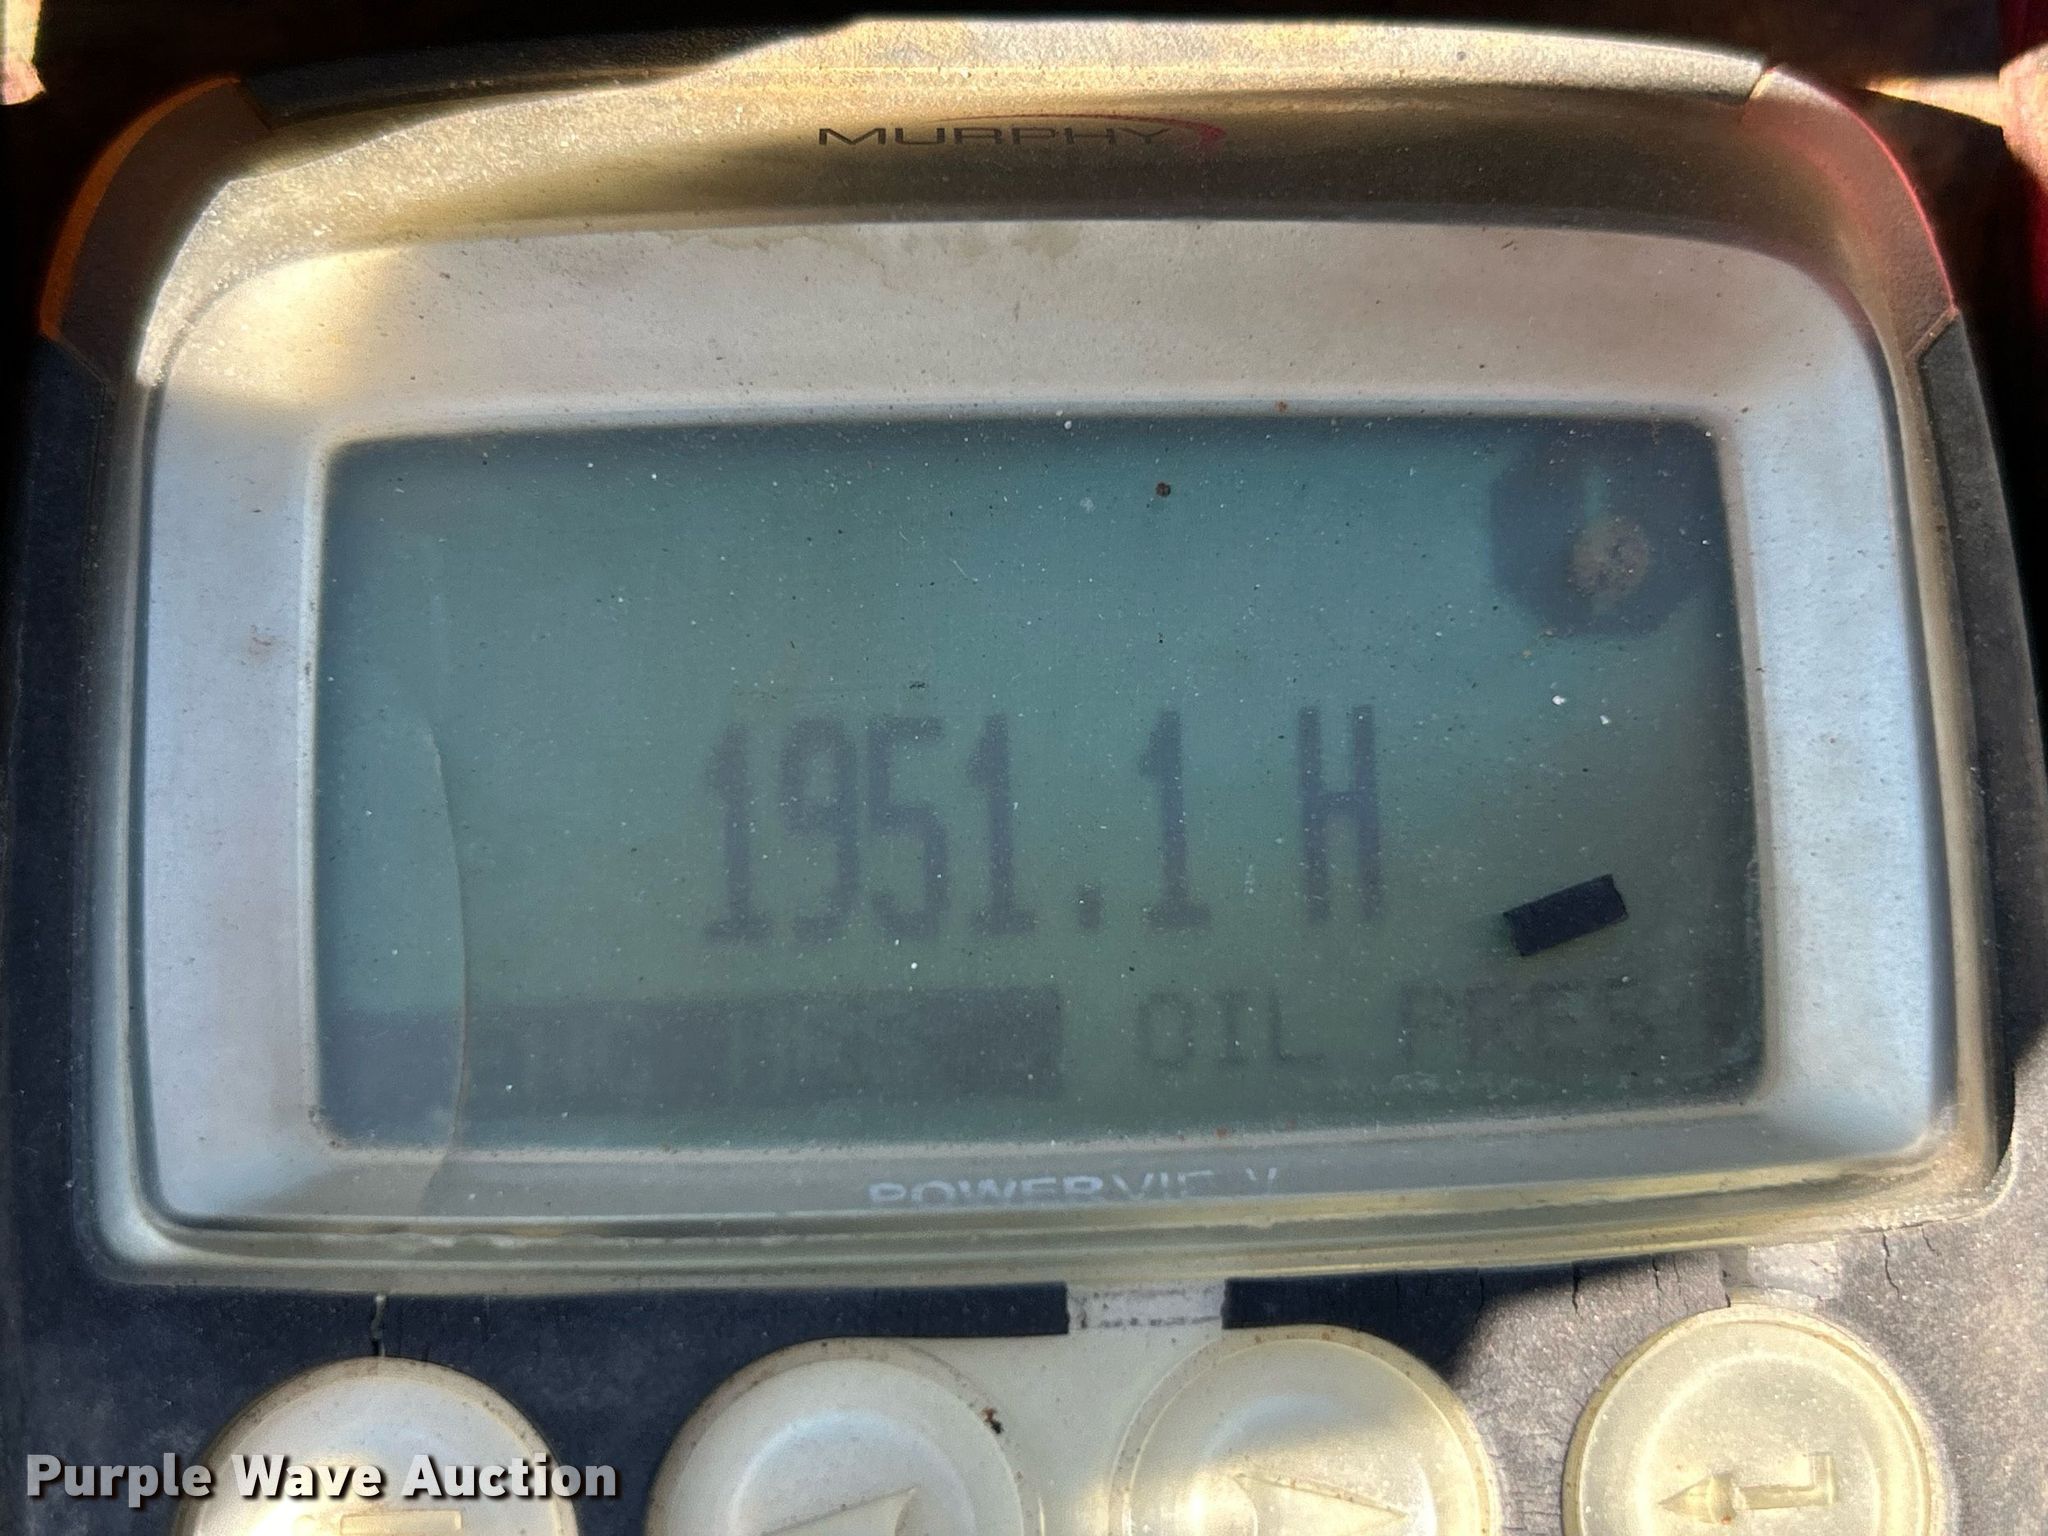 MURPHY
1951.1 H
OIL PRES
POWERVIEW
Purple Wave Auction